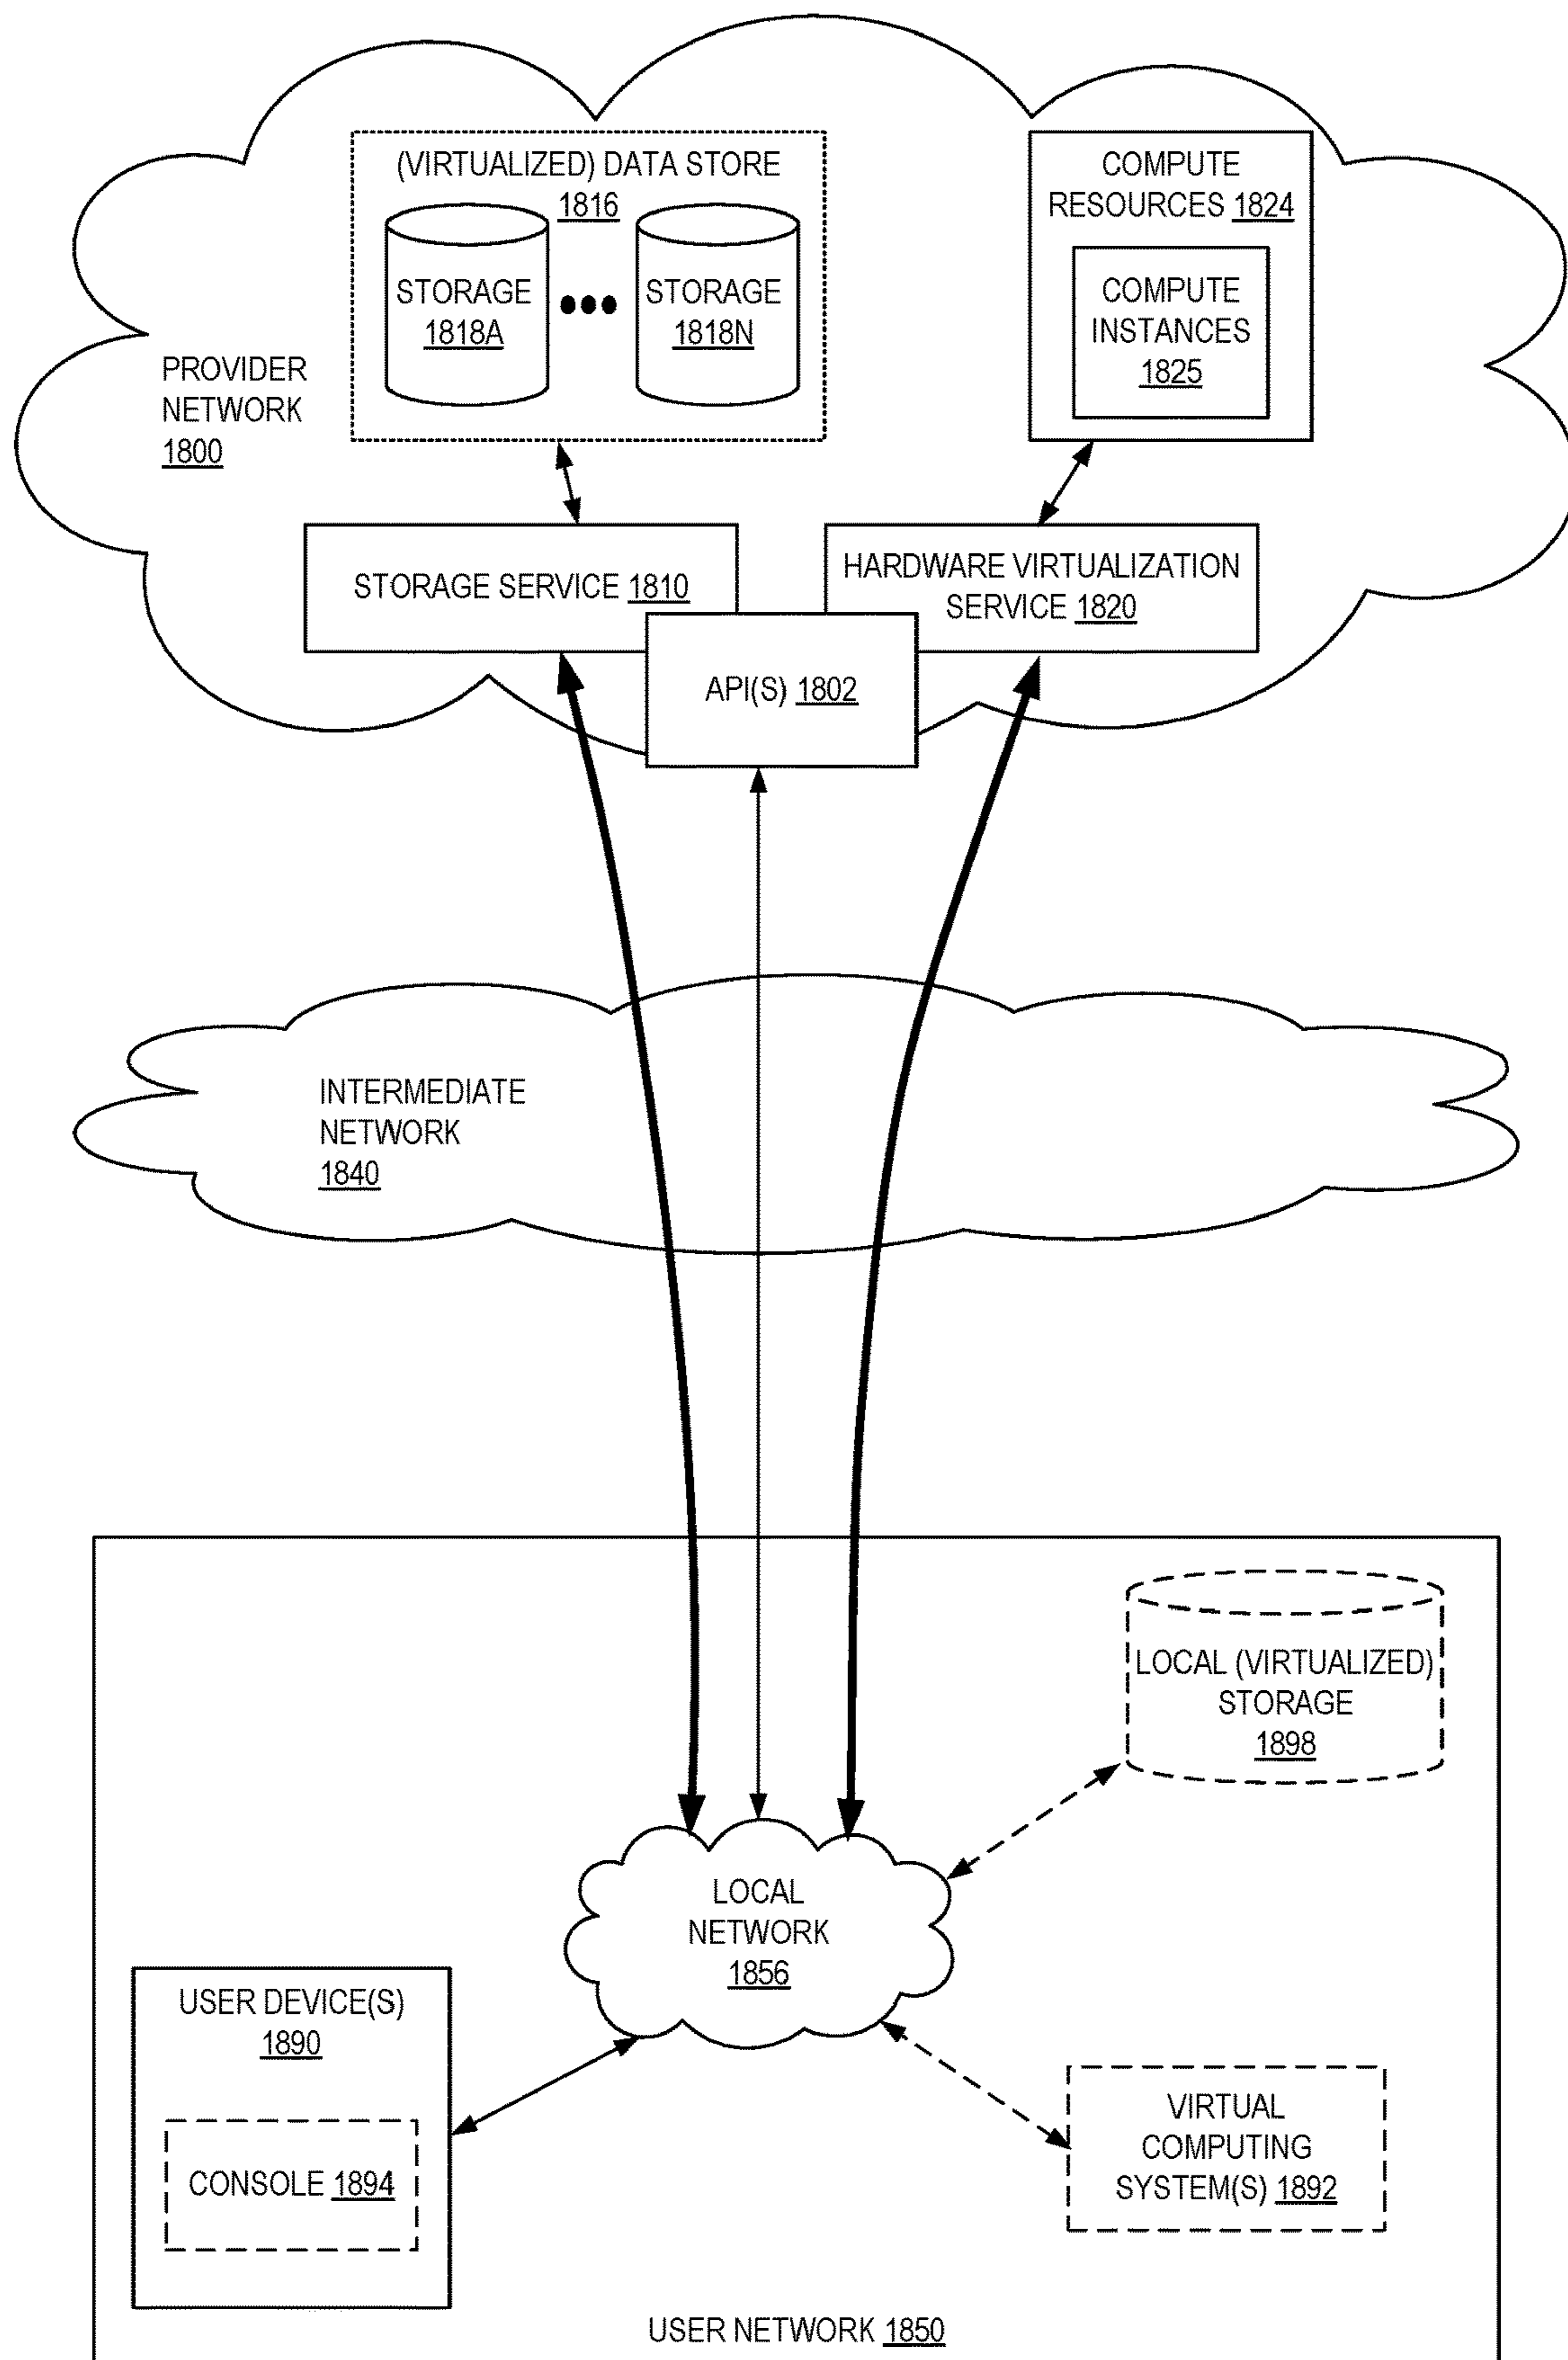 (VIRTUALIZED) DATA STORE
1816
STORAGE
1818A
STORAGE
1818N
COMPUTE
RESOURCES 1824
COMPUTE
INSTANCES
1825
PROVIDER
NETWORK
1800
STORAGE SERVICE 1810
HARDWARE VIRTUALIZATION
SERVICE 1820
API(S) 1802
INTERMEDIATE
NETWORK
1840
LOCAL (VIRTUALIZED)
STORAGE
1898
LOCAL
NETWORK
1856
USER DEVICE(S)
1890
CONSOLE 1894
VIRTUAL
COMPUTING
SYSTEM(S) 1892
USER NETWORK 1850